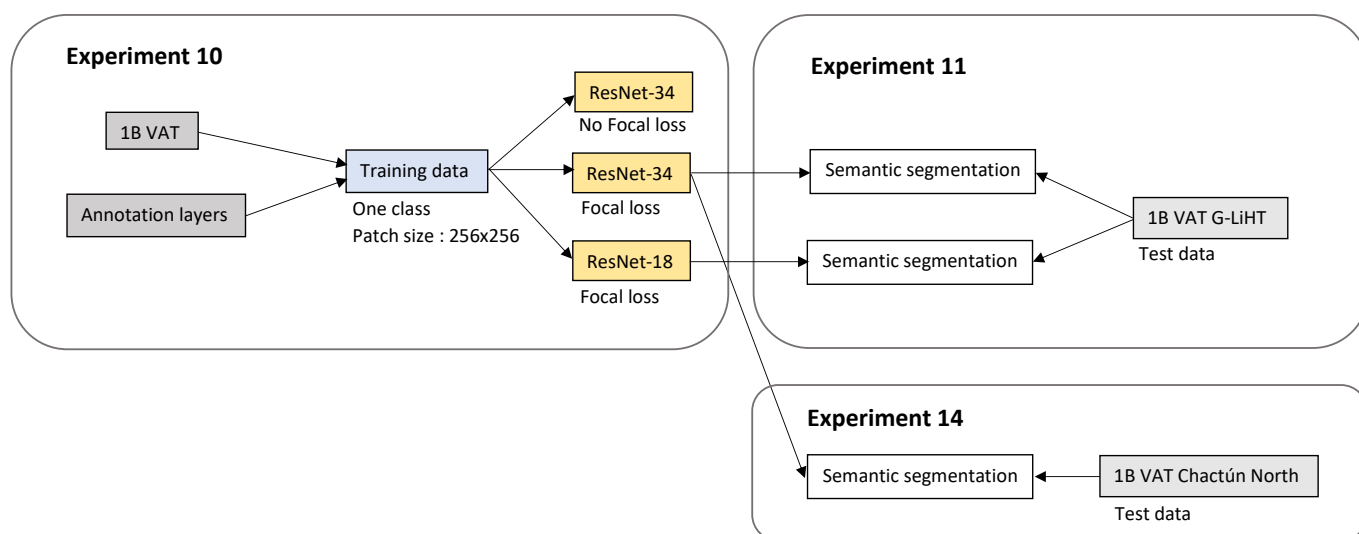 Experiment 10
1B VAT
Annotation layers
Training data
One class
Patch size : 256x256
ResNet-34
No Focal loss
ResNet-34
Focal loss
ResNet-18
Focal loss
Experiment 11
Semantic segmentation
Semantic segmentation
1B VAT G-LiHT
Test data
Experiment 14
Semantic segmentation
1B VAT Chactún North
Test data